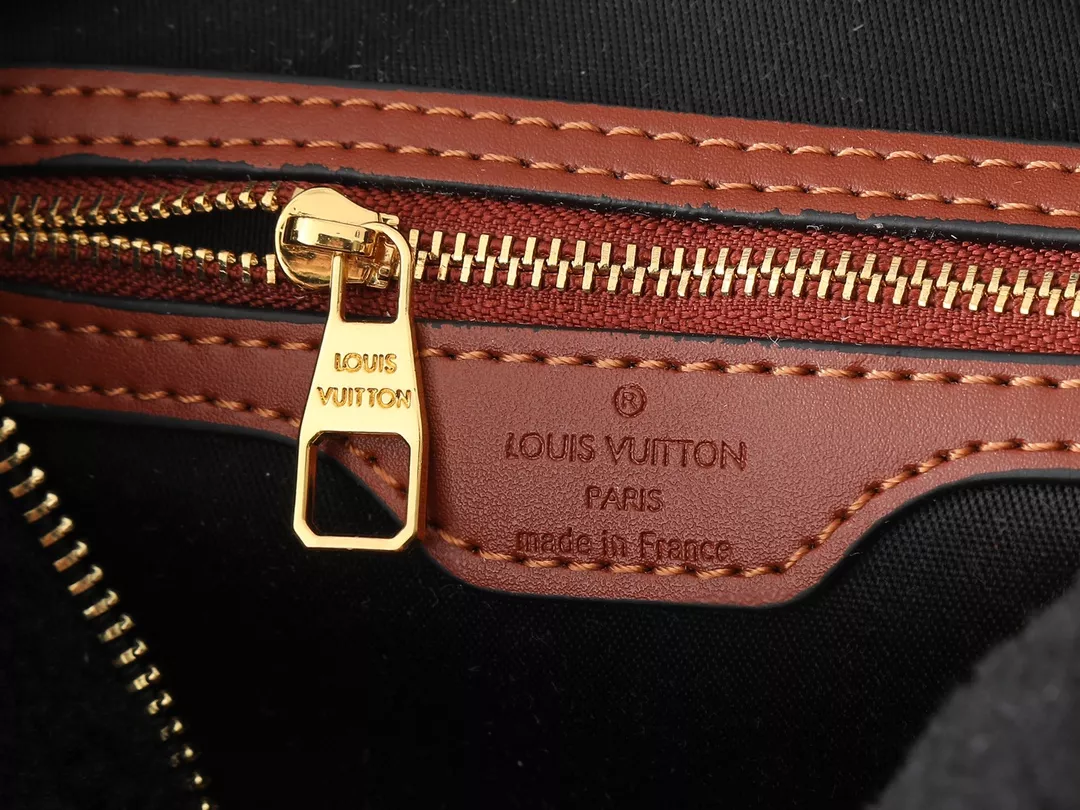 LOUIS
VUITTON
®
LOUIS VUITTON
PARIS
made in France